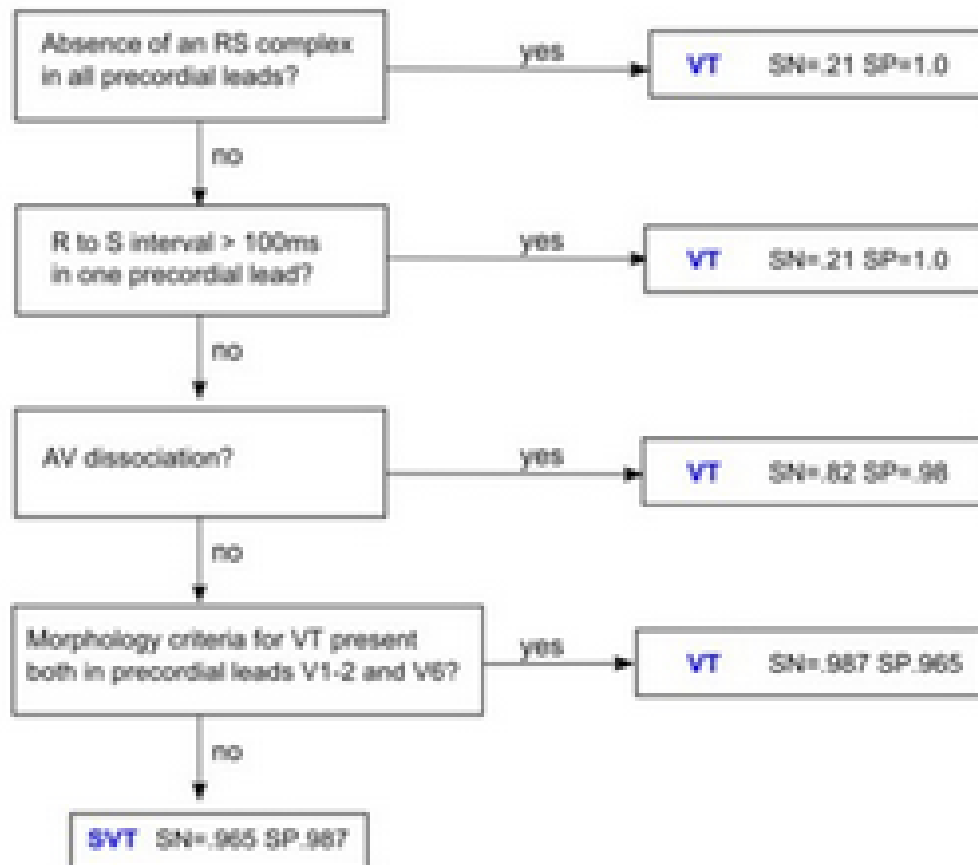 Absence of an RS complex
in all precordial leads?
yes
VT SN=.21 SP=1.0
no
R to S interval > 100ms
in one precordial lead?
yes
VT SN=.21 SP=1.0
no
AV dissociation?
yes
VT SN=.82 SP=.98
no
Morphology criteria for VT present
both in precordial leads V1-2 and V6?
yes
VT SN=.987 SP.965
no
SVT SN=.965 SP.987